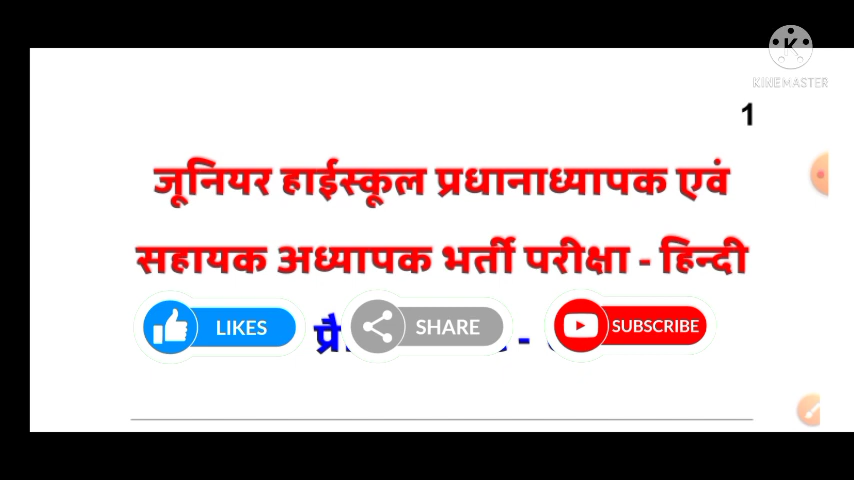 KINEMASTER
1
जूनियर हाईस्कूल प्रधानाध्यापक एवं
सहायक अध्यापक भर्ती परीक्षा - हिन्दी
LIKES SHARE SUBSCRIBE